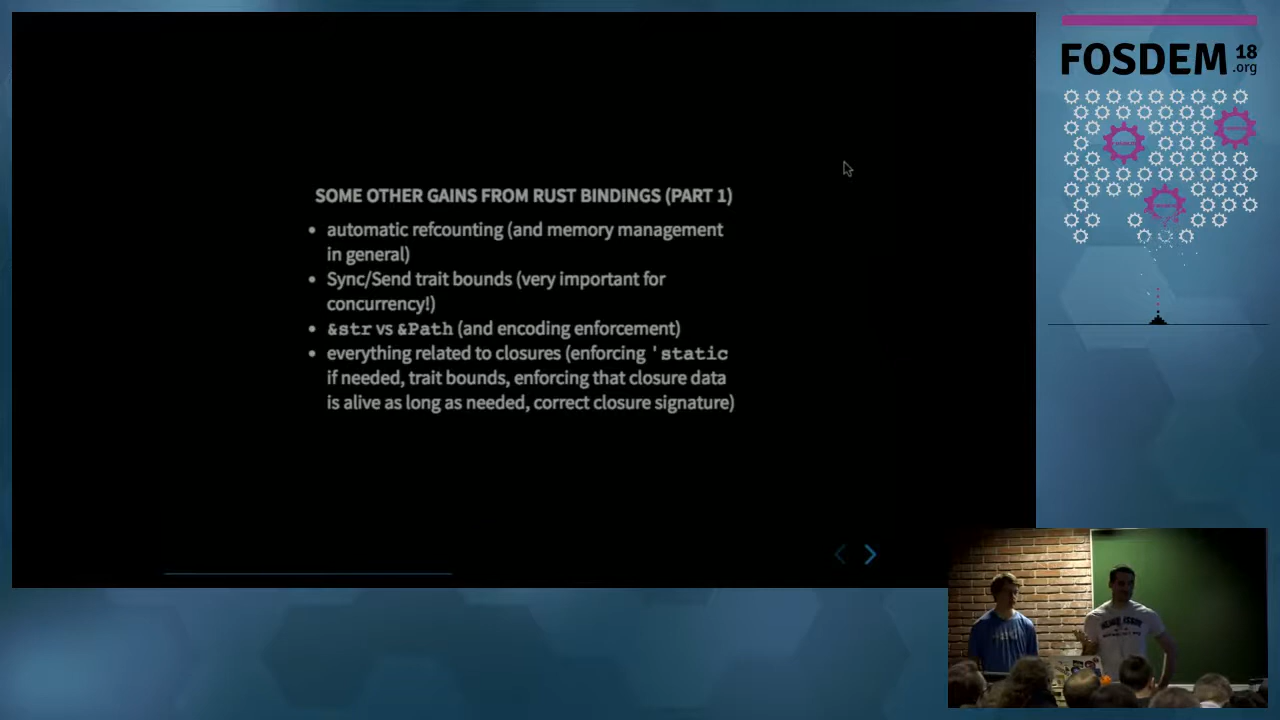 FOSDEM 18
.org
SOME OTHER GAINS FROM RUST BINDINGS (PART 1)
• automatic refcounting (and memory management
in general)
• Sync/Send trait bounds (very important for
concurrency!)
• &str vs &Path (and encoding enforcement)
• everything related to closures (enforcing 'static
if needed, trait bounds, enforcing that closure data
is alive as long as needed, correct closure signature)